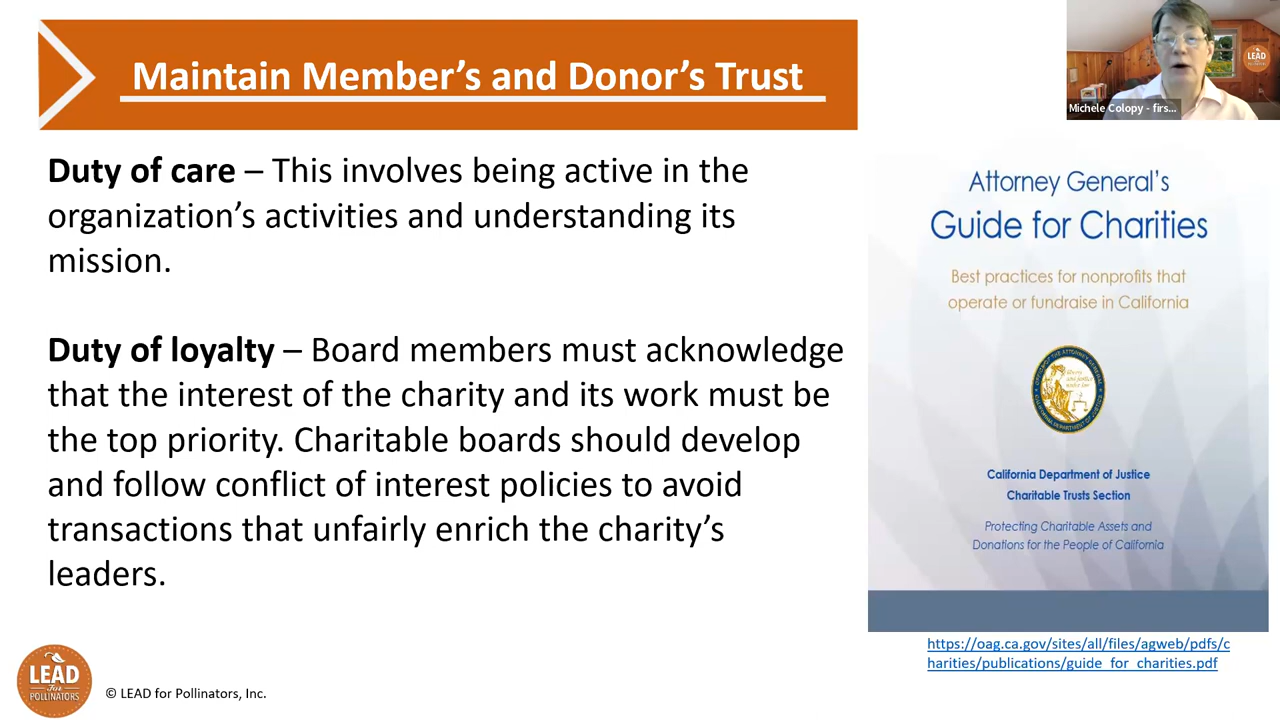 Maintain Member's and Donor's Trust
Michele Colopy - firs...
LEAD
Duty of care – This involves being active in the
organization's activities and understanding its
mission.
Duty of loyalty – Board members must acknowledge
that the interest of the charity and its work must be
the top priority. Charitable boards should develop
and follow conflict of interest policies to avoid
transactions that unfairly enrich the charity's
leaders.
Attorney General's
Guide for Charities
Best practices for nonprofits that
operate or fundraise in California
California Department of Justice
Charitable Trusts Section
Protecting Charitable Assets and
Donations for the People of California
https://oag.ca.gov/sites/all/files/agweb/pdfs/c
harities/publications/guide_for_charities.pdf
LEAD
for
POLLINATORS
© LEAD for Pollinators, Inc.